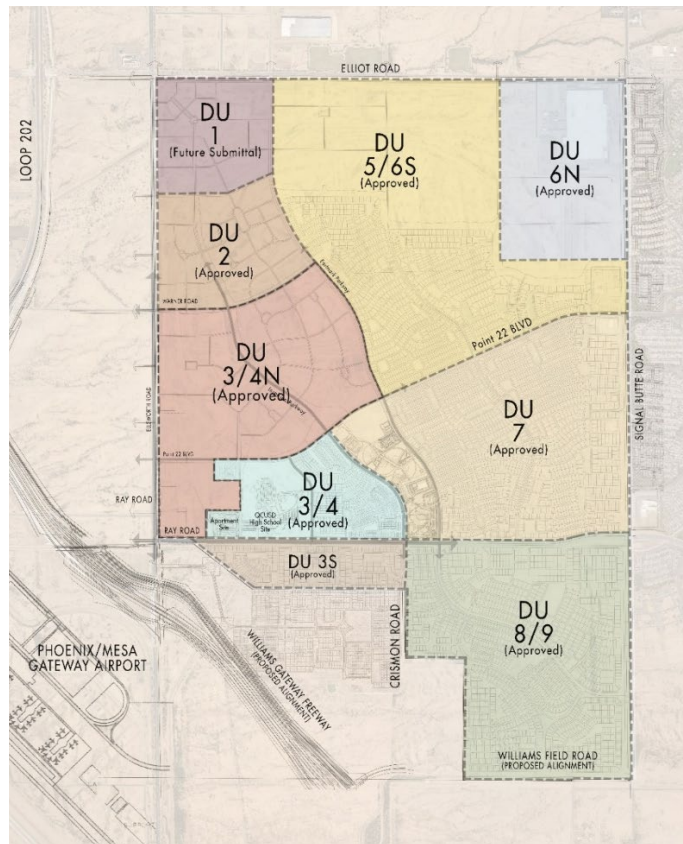 ELLIOT ROAD
LOOP 202
DU
1
(Future Submittal)
DU
5/6S
(Approved)
DU
6N
(Approved)
DU
2
(Approved)
WARNER ROAD
Point 22 BLVD
DU
3/4N
(Approved)
ELLSWORTH ROAD
SIGNAL BUTTE ROAD
DU
7
(Approved)
Point 22 BLVD
RAY ROAD
DU
3/4
(Approved)
Apartment
Site
QCUSD
High School
Site
RAY ROAD
DU 3S
(Approved)
DU
8/9
(Approved)
CRISMON ROAD
PHOENIX/MESA
GATEWAY AIRPORT
WILLIAMS GATEWAY FREEWAY
(PROPOSED ALIGNMENT)
WILLIAMS FIELD ROAD
(PROPOSED ALIGNMENT)